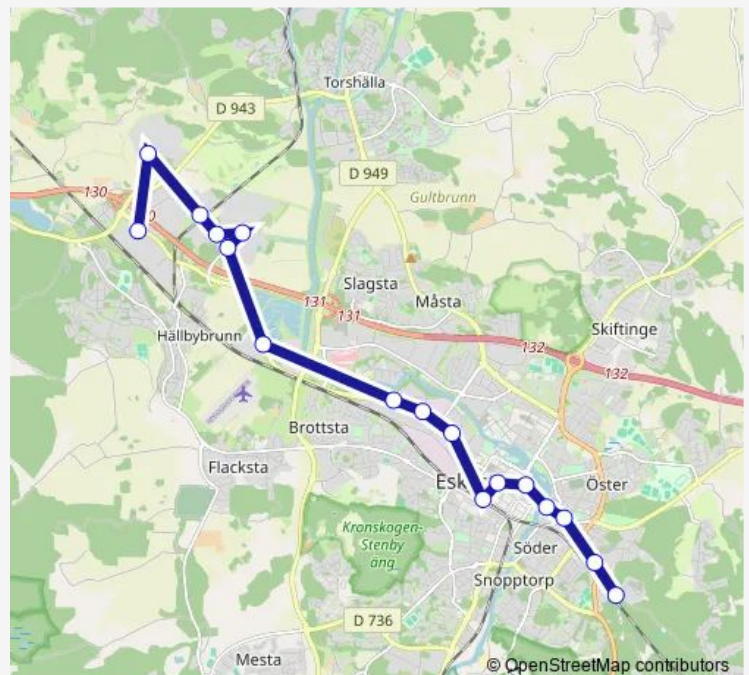 Torshälla
D 943
D 949
130
Gultbrunn
Slagsta
131
131
Måsta
Skiftinge
Hällbybrunn
132
132
Brottsta
Flacksta
Öster
Kronskogen-
Stenby
äng
Söder
Snopptorp
D 736
Mesta
© OpenStreetMap contributors